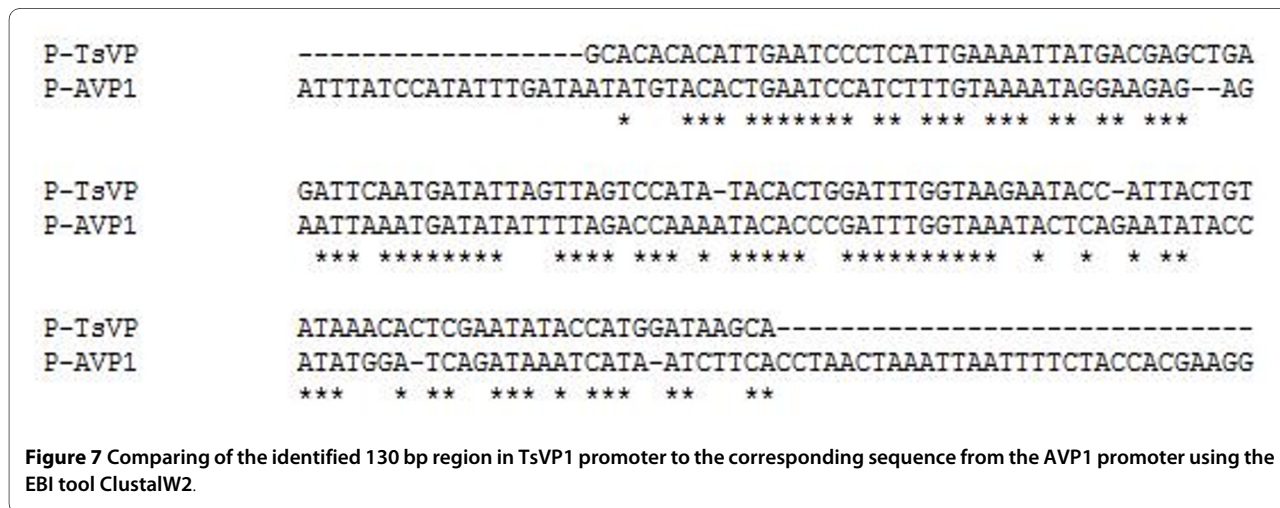 P-TsVP ------------------GCACACACATTGAATCCCTCATTGAAAATTATGACGAGCTGA
P-AVP1 ATTTATCCATATTTGATAATATGTACACTGAATCCATCTTTGTAAAATAGGAAGAG--AG
* *** ******* ** *** *** ** ** ***
P-TsVP GATTCAATGATATTAGTTAGTCCATA-TACACTGGATTTGGTAAGAATACC-ATTACTGT
P-AVP1 AATTAAATGATATATTTTAGACCAAAATACACCCGATTTGGTAAATACTCAGAATATACC
*** ******** **** *** * ***** ********** * * * **
P-TsVP ATAAACACTCGAATATACCATGGATAAGCA------------------------------
P-AVP1 ATATGGA-TCAGATAAATCATA-ATCTTCACCTAACTAAATTAATTTTCTACCACGAAGG
*** * ** *** * *** ** **
Figure 7 Comparing of the identified 130 bp region in TsVP1 promoter to the corresponding sequence from the AVP1 promoter using the
EBI tool ClustalW2.